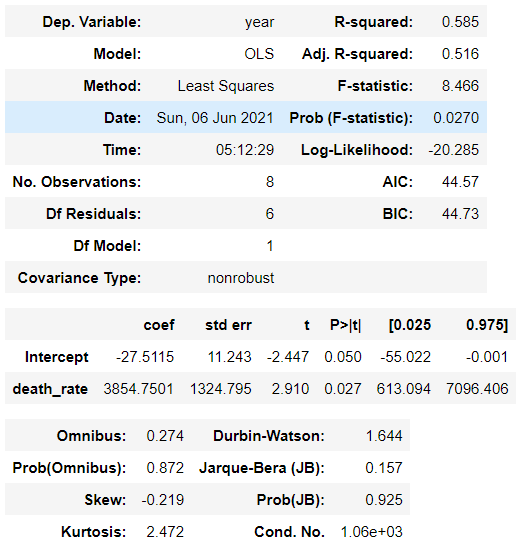 Dep. Variable: year R-squared: 0.585
Model: OLS Adj. R-squared: 0.516
Method: Least Squares F-statistic: 8.466
Date: Sun, 06 Jun 2021 Prob (F-statistic): 0.0270
Time: 05:12:29 Log-Likelihood: -20.285
No. Observations: 8 AIC: 44.57
Df Residuals: 6 BIC: 44.73
Df Model: 1
Covariance Type: nonrobust
coef std err t P>|t| [0.025 0.975]
Intercept -27.5115 11.243 -2.447 0.050 -55.022 -0.001
death_rate 3854.7501 1324.795 2.910 0.027 613.094 7096.406
Omnibus: 0.274 Durbin-Watson: 1.644
Prob(Omnibus): 0.872 Jarque-Bera (JB): 0.157
Skew: -0.219 Prob(JB): 0.925
Kurtosis: 2.472 Cond. No. 1.06e+03